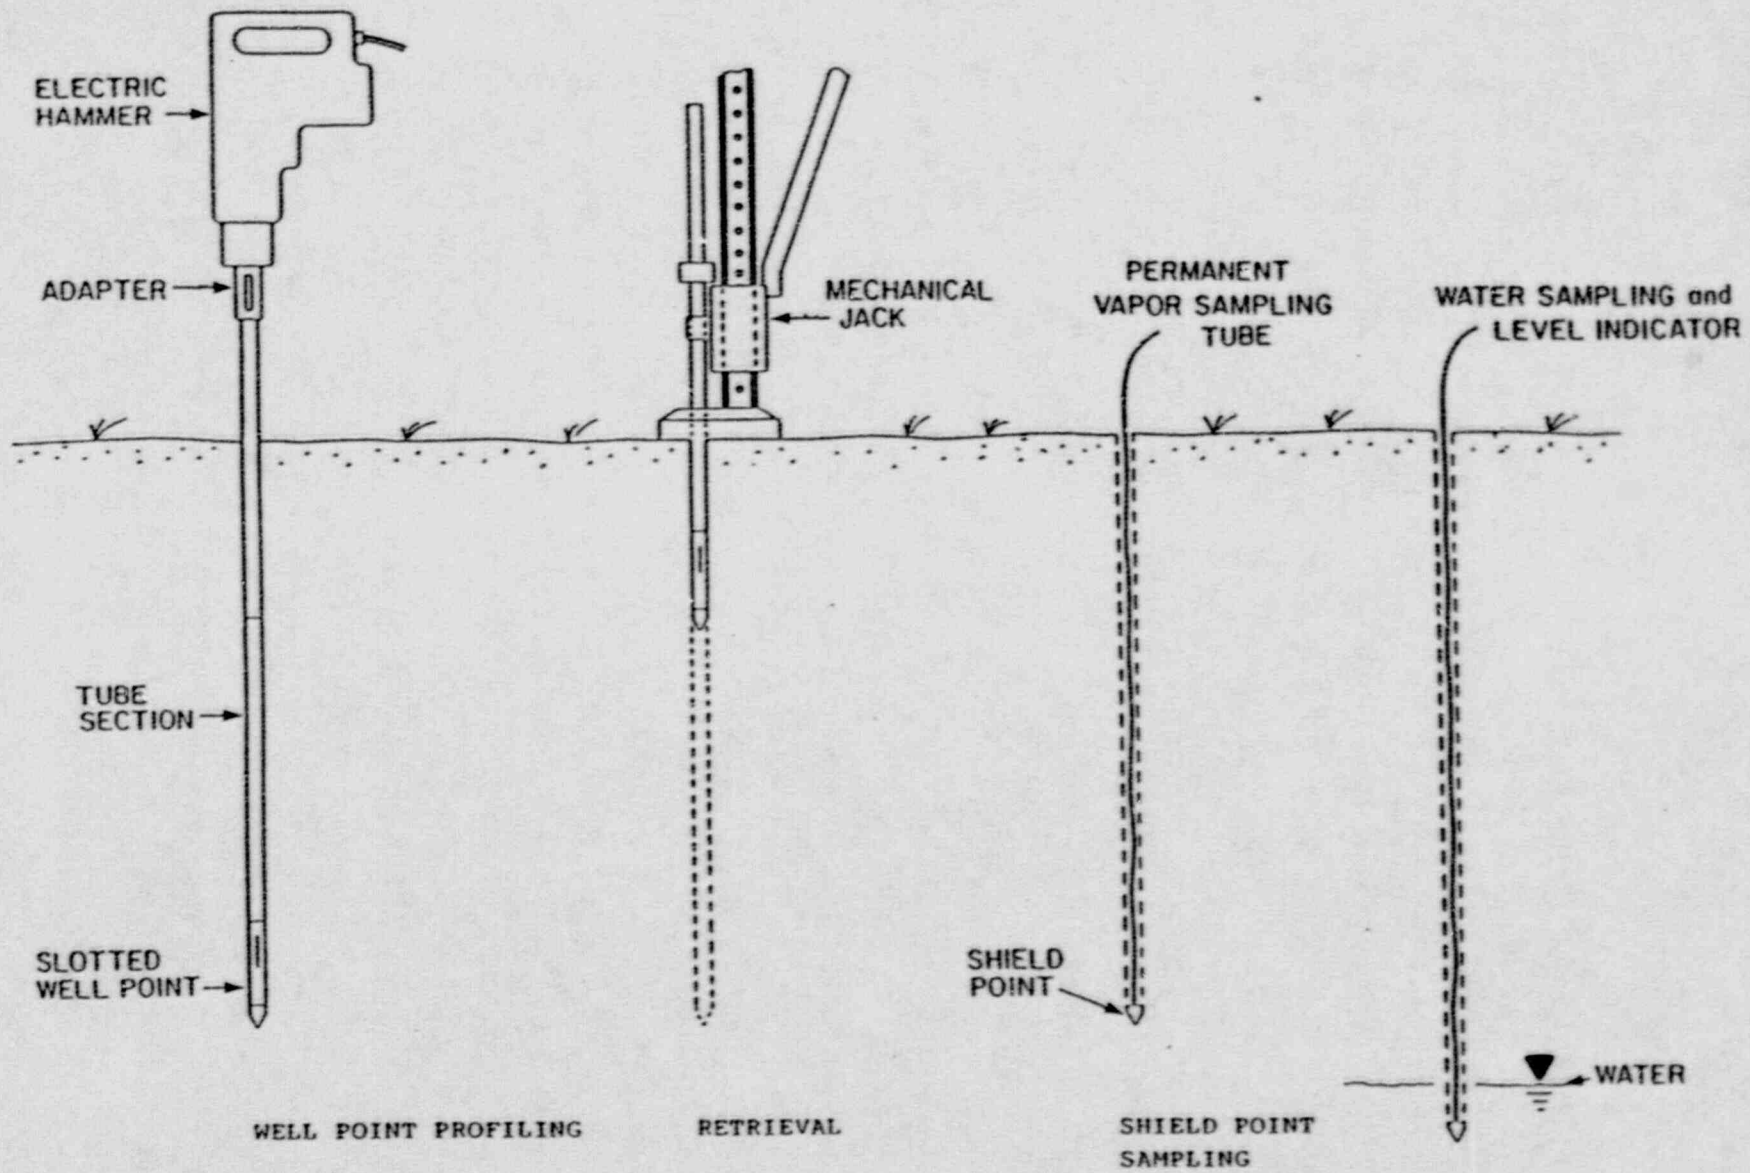 ELECTRIC
HAMMER
ADAPTER
TUBE
SECTION
SLOTTED
WELL POINT
MECHANICAL
JACK
PERMANENT
VAPOR SAMPLING
TUBE
WATER SAMPLING and
LEVEL INDICATOR
SHIELD
POINT
WATER
WELL POINT PROFILING
RETRIEVAL
SHIELD POINT
SAMPLING